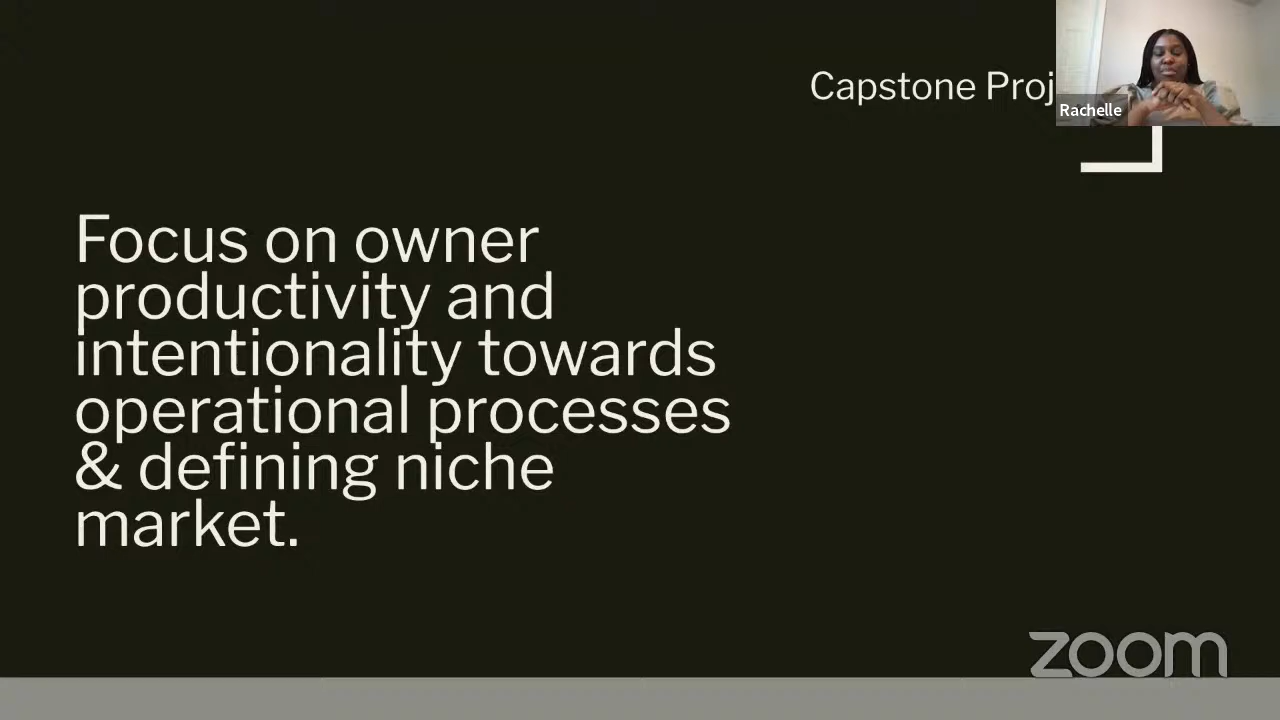 Capstone Proj
Rachelle
Focus on owner
productivity and
intentionality towards
operational processes
& defining niche
market.
zoom